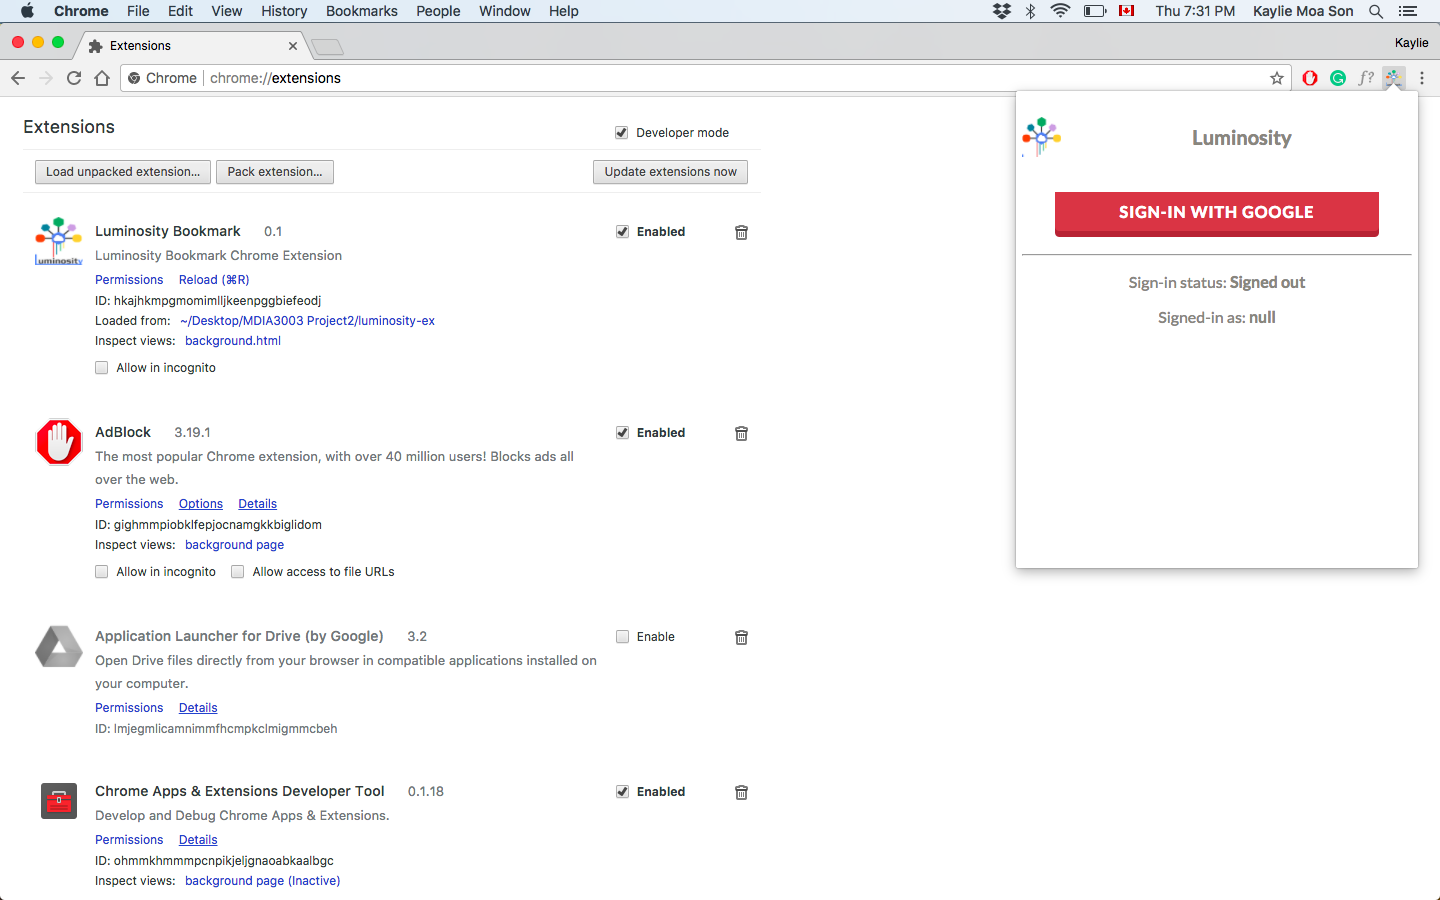 Chrome File Edit View History Bookmarks People Window Help Thu 7:31 PM Kaylie Moa Son
Extensions Kaylie
Chrome chrome://extensions f?
Extensions
Developer mode
Load unpacked extension... Pack extension... Update extensions now
Luminosity Bookmark 0.1 Enabled
Luminosity
Luminosity Bookmark Chrome Extension
Permissions Reload (⌘R)
ID: hkajhkmpgmomimlljkeenpggbiefeodj
Loaded from: ~/Desktop/MDIA3003 Project2/luminosity-ex
Inspect views: background.html
Allow in incognito
AdBlock 3.19.1 Enabled
The most popular Chrome extension, with over 40 million users! Blocks ads all
over the web.
Permissions Options Details
ID: gighmmpiobklfepjocnamgkkbiglidom
Inspect views: background page
Allow in incognito Allow access to file URLs
Application Launcher for Drive (by Google) 3.2 Enable
Open Drive files directly from your browser in compatible applications installed on
your computer.
Permissions Details
ID: lmjegmlicamnimmfhcmpkclmigmmcbeh
Chrome Apps & Extensions Developer Tool 0.1.18 Enabled
Develop and Debug Chrome Apps & Extensions.
Permissions Details
ID: ohmmkhmmmpcnpikjeljgnaoabkaalbgc
Inspect views: background page (Inactive)
Luminosity
SIGN-IN WITH GOOGLE
Sign-in status: Signed out
Signed-in as: null